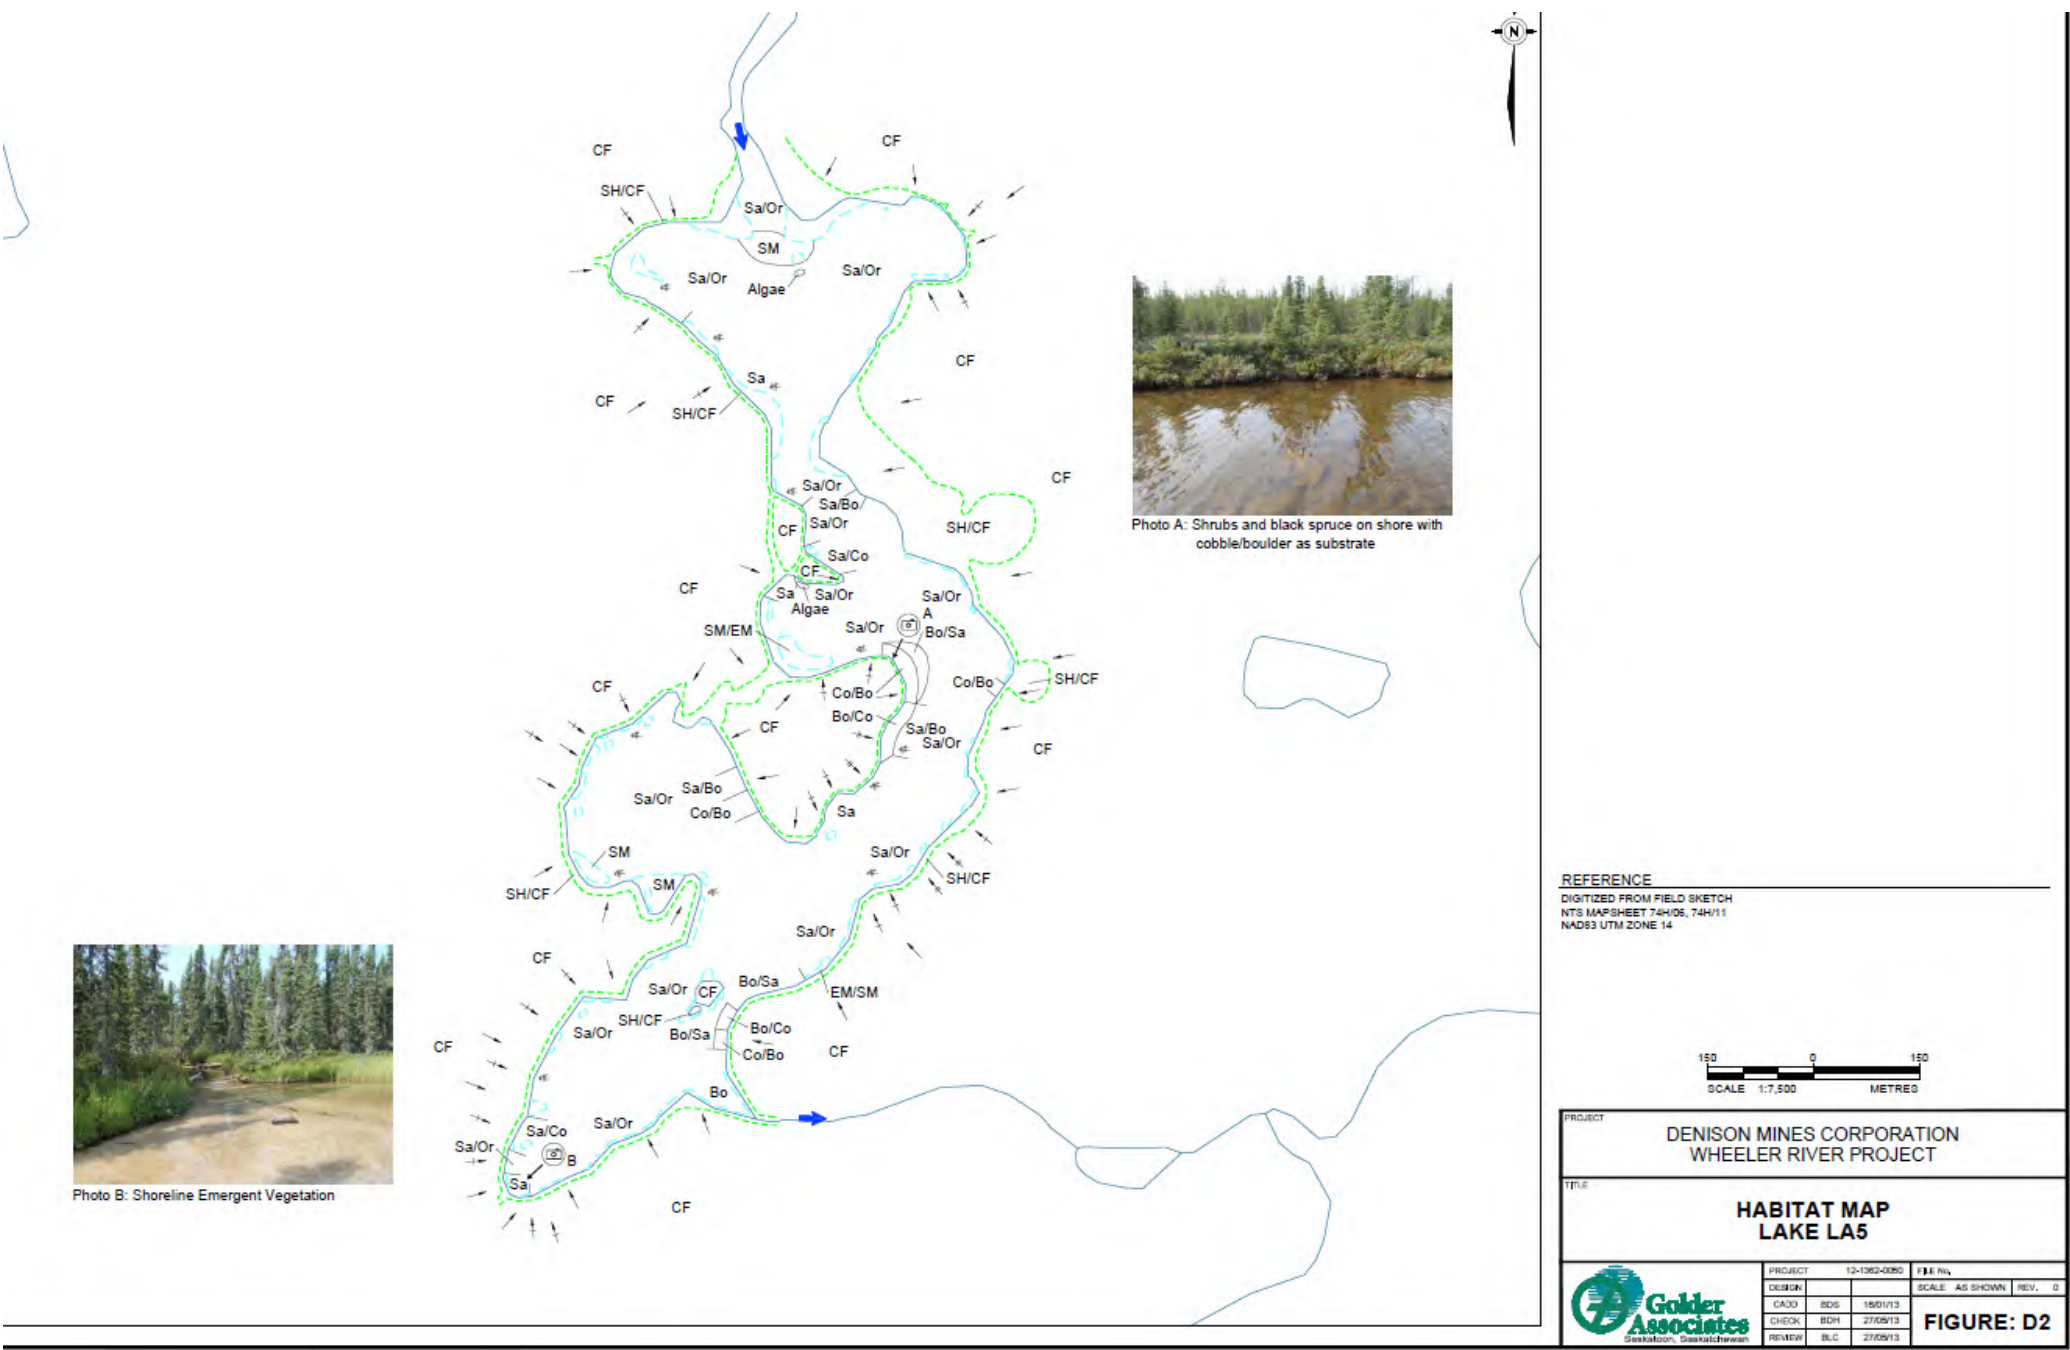 N
CF
CF
SH/CF
Sa/Or
SM
Sa/Or
Sa/Or
Algae
CF
Sa
CF
SH/CF
CF
Sa/Or
Sa/Bo
CF
Sa/Or
SH/CF
Sa/Co
CF
CF
Sa
Sa/Or
Sa/Or
Algae
A
SM/EM
Sa/Or
Bo/Sa
CF
Co/Bo
Co/Bo
SH/CF
Bo/Co
CF
Sa/Bo
Sa/Or
CF
Sa/Bo
Sa/Or
Co/Bo
Sa
SM
Sa/Or
SM
SH/CF
SH/CF
Sa/Or
CF
Bo/Sa
Sa/Or
CF
EM/SM
SH/CF
Sa/Or
Bo/Sa
Bo/Co
CF
Co/Bo
CF
Bo
Sa/Or
Sa/Co
Sa/Or
B
Sa
CF
Photo A: Shrubs and black spruce on shore with
cobble/boulder as substrate
Photo B: Shoreline Emergent Vegetation
REFERENCE
DIGITIZED FROM FIELD SKETCH
NTS MAPSHEET 74H/06, 74H/11
NAD83 UTM ZONE 14
150 0 150
SCALE 1:7,500 METRES
PROJECT
DENISON MINES CORPORATION
WHEELER RIVER PROJECT
TITLE
HABITAT MAP
LAKE LA5
Golder
Associates
Saskatoon, Saskatchewan
PROJECT 12-1362-0050 FILE No.
DESIGN SCALE AS SHOWN REV. 0
CADD BDS 16/01/13
CHECK BDH 27/05/13
REVIEW BLC 27/05/13
FIGURE: D2